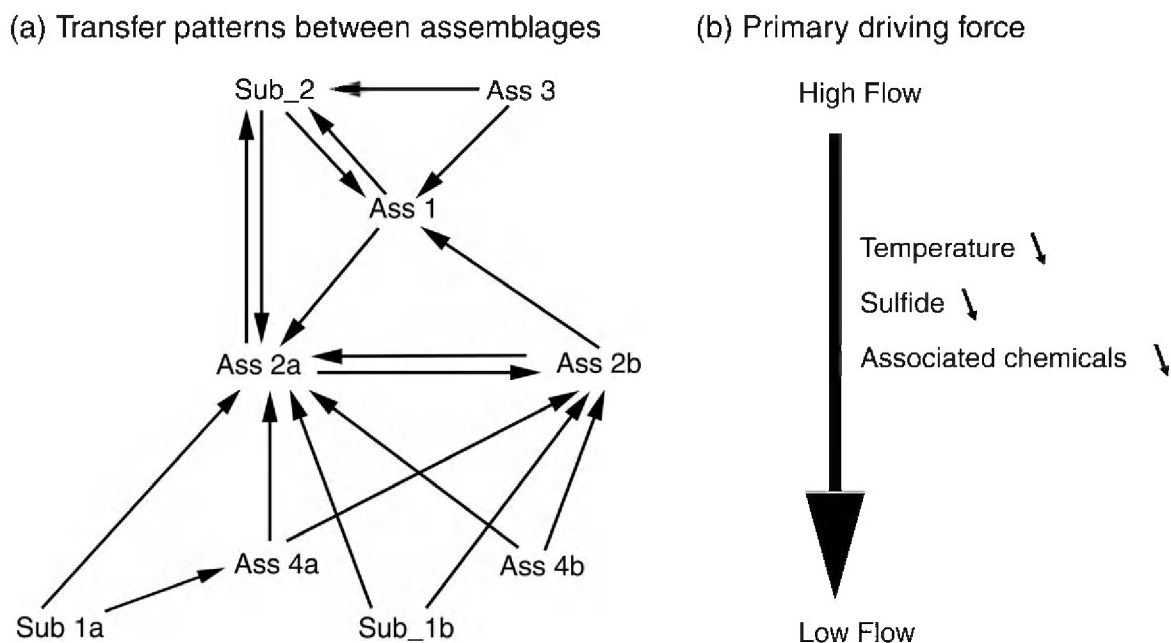 (a) Transfer patterns between assemblages
Sub_2
Ass 3
Ass 1
Ass 2a
Ass 2b
Ass 4a
Ass 4b
Sub 1a
Sub_1b
(b) Primary driving force
High Flow
Temperature
Sulfide
Associated chemicals
Low Flow